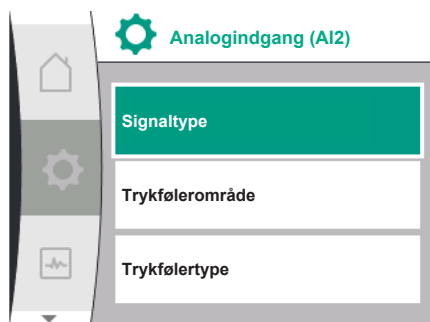 Analogindgang (AI2)
Signaltype
Trykfølerområde
Trykfølertype